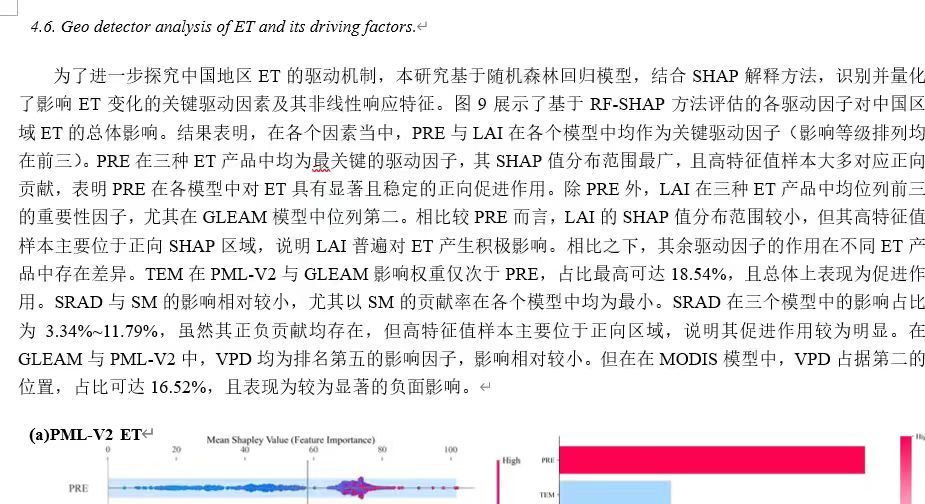 4.6. Geo detector analysis of ET and its driving factors.
为了进一步探究中国地区 ET 的驱动机制，本研究基于随机森林回归模型，结合 SHAP 解释方法，识别并量化
了影响 ET 变化的关键驱动因素及其非线性响应特征。图 9 展示了基于 RF-SHAP 方法评估的各驱动因子对中国区
域 ET 的总体影响。结果表明，在各个因素当中，PRE 与 LAI 在各个模型中均作为关键驱动因子（影响等级排列均
在前三）。PRE 在三种 ET 产品中均为最关键的驱动因子，其 SHAP 值分布范围最广，且高特征值样本大多对应正向
贡献，表明 PRE 在各模型中对 ET 具有显著且稳定的正向促进作用。除 PRE 外，LAI 在三种 ET 产品中均位列前三
的重要性因子，尤其在 GLEAM 模型中位列第二。相比较 PRE 而言，LAI 的 SHAP 值分布范围较小，但其高特征值
样本主要位于正向 SHAP 区域，说明 LAI 普遍对 ET 产生积极影响。相比之下，其余驱动因子的作用在不同 ET 产
品中存在差异。TEM 在 PML-V2 与 GLEAM 影响权重仅次于 PRE，占比最高可达 18.54%，且总体上表现为促进作
用。SRAD 与 SM 的影响相对较小，尤其以 SM 的贡献率在各个模型中均为最小。SRAD 在三个模型中的影响占比
为 3.34%~11.79%，虽然其正负贡献均存在，但高特征值样本主要位于正向区域，说明其促进作用较为明显。在
GLEAM 与 PML-V2 中，VPD 均为排名第五的影响因子，影响相对较小。但在在 MODIS 模型中，VPD 占据第二的
位置，占比可达 16.52%，且表现为较为显著的负面影响。
(a)PML-V2 ET
Mean Shapley Value (Feature Importance)
0 20 40 60 80 100
High
PRE
PRE
TEM